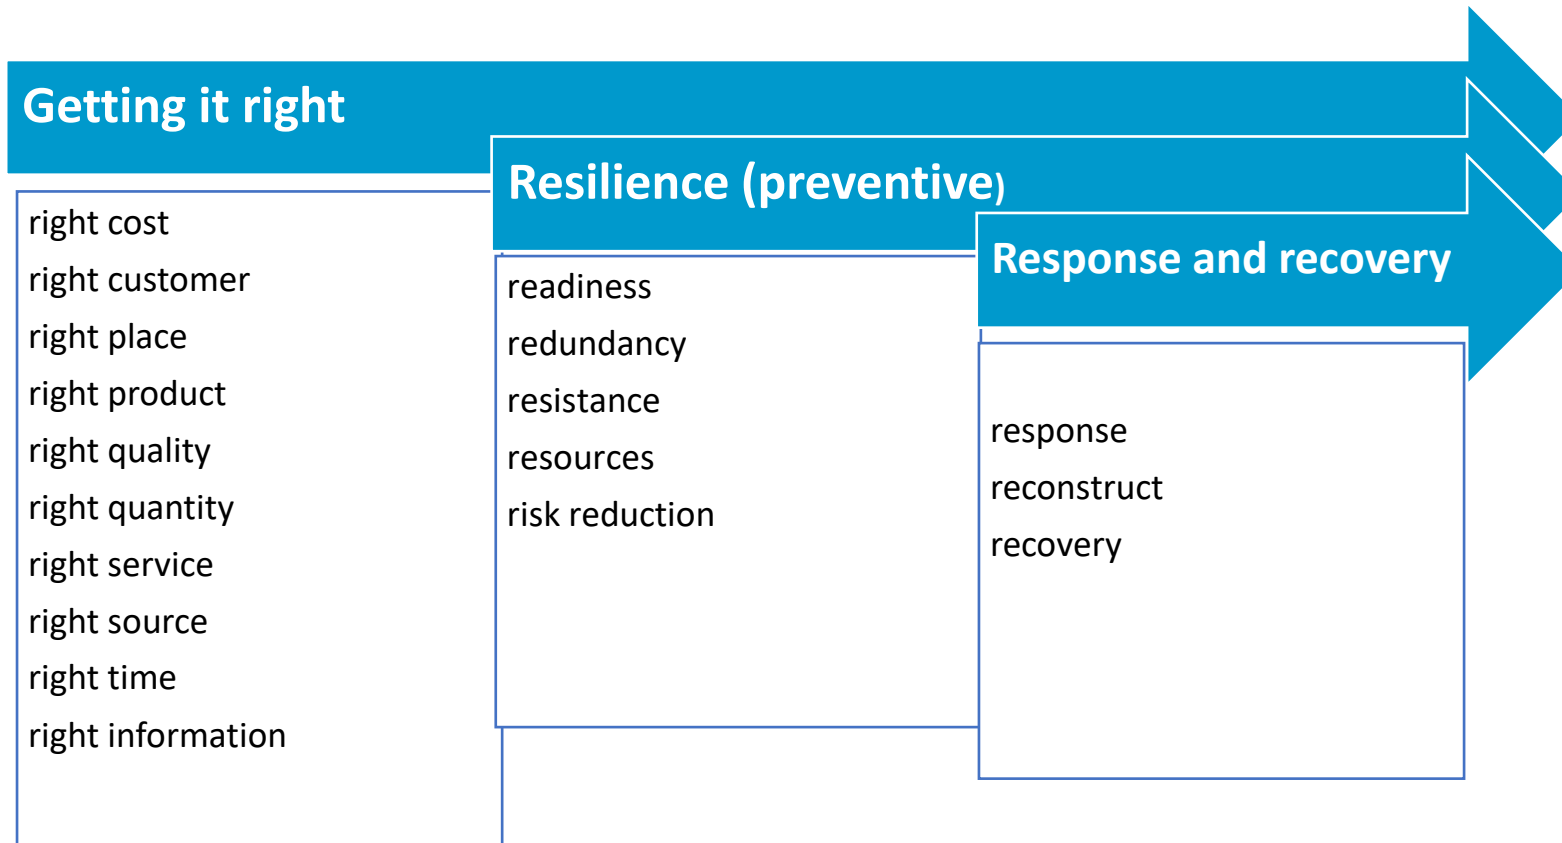 Getting it right
right cost
right customer
right place
right product
right quality
right quantity
right service
right source
right time
right information
Resilience (preventive)
readiness
redundancy
resistance
resources
risk reduction
Response and recovery
response
reconstruct
recovery